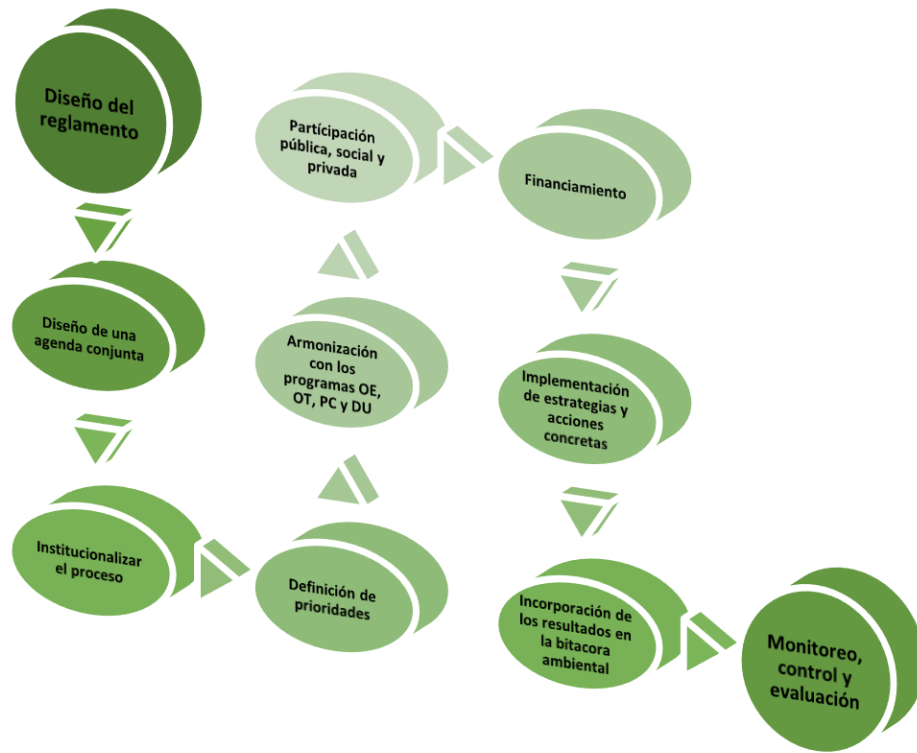 Diseño del
reglamento
Diseño de una
agenda conjunta
Institucionalizar
el proceso
Definición de
prioridades
Armonización
con los
programas OE,
OT, PC y DU
Partícipación
pública, social y
privada
Financiamiento
Implementación
de estrategias y
acciones
concretas
Incorporación de
los resultados en
la bitacora
ambiental
Monitoreo,
control y
evaluación